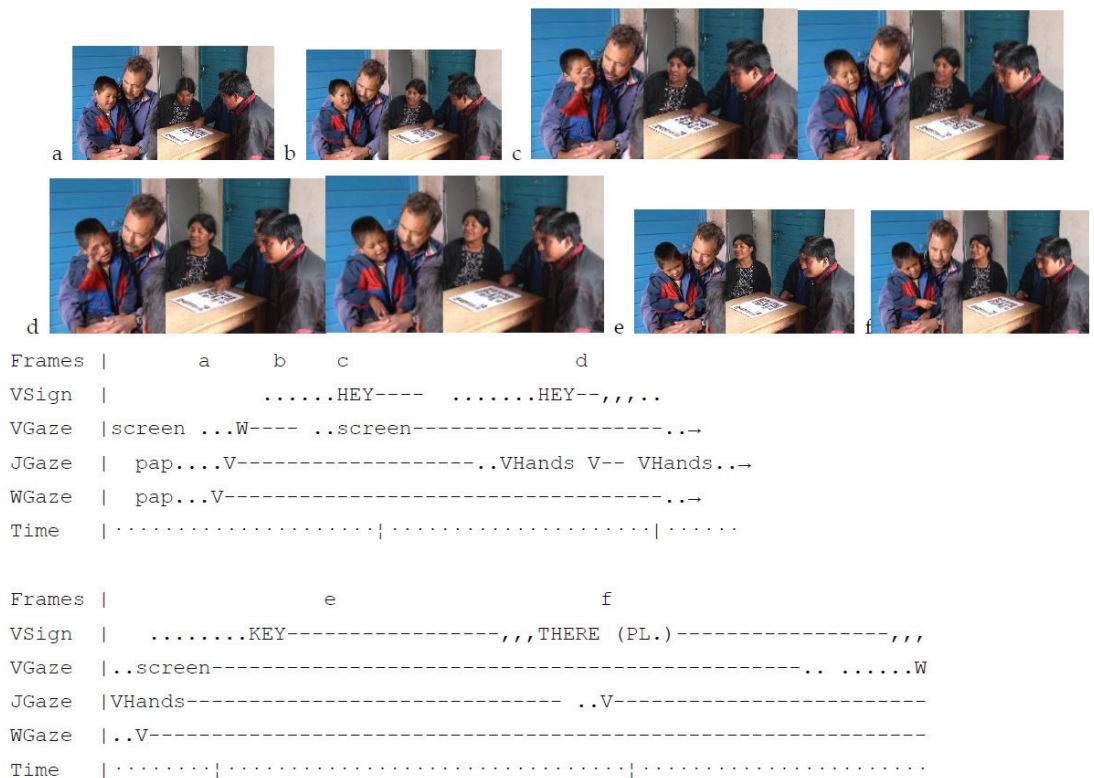 a b c
d e f
Frames | a b c d
VSign | ......HEY---- .......HEY--,,,..
VGaze |screen ...W---- ..screen--------------------..→
JGaze | pap....V-------------------..VHands V-- VHands..→
WGaze | pap...V-----------------------------------..→
Time |·····················¦······················|······
Frames | e f
VSign | ........KEY-----------------,,,THERE (PL.)-----------------,,,
VGaze |..screen-----------------------------------------------.. ......W
JGaze |VHands------------------------------ ..V-------------------------
WGaze |..V--------------------------------------------------------------
Time |········¦································¦·······················